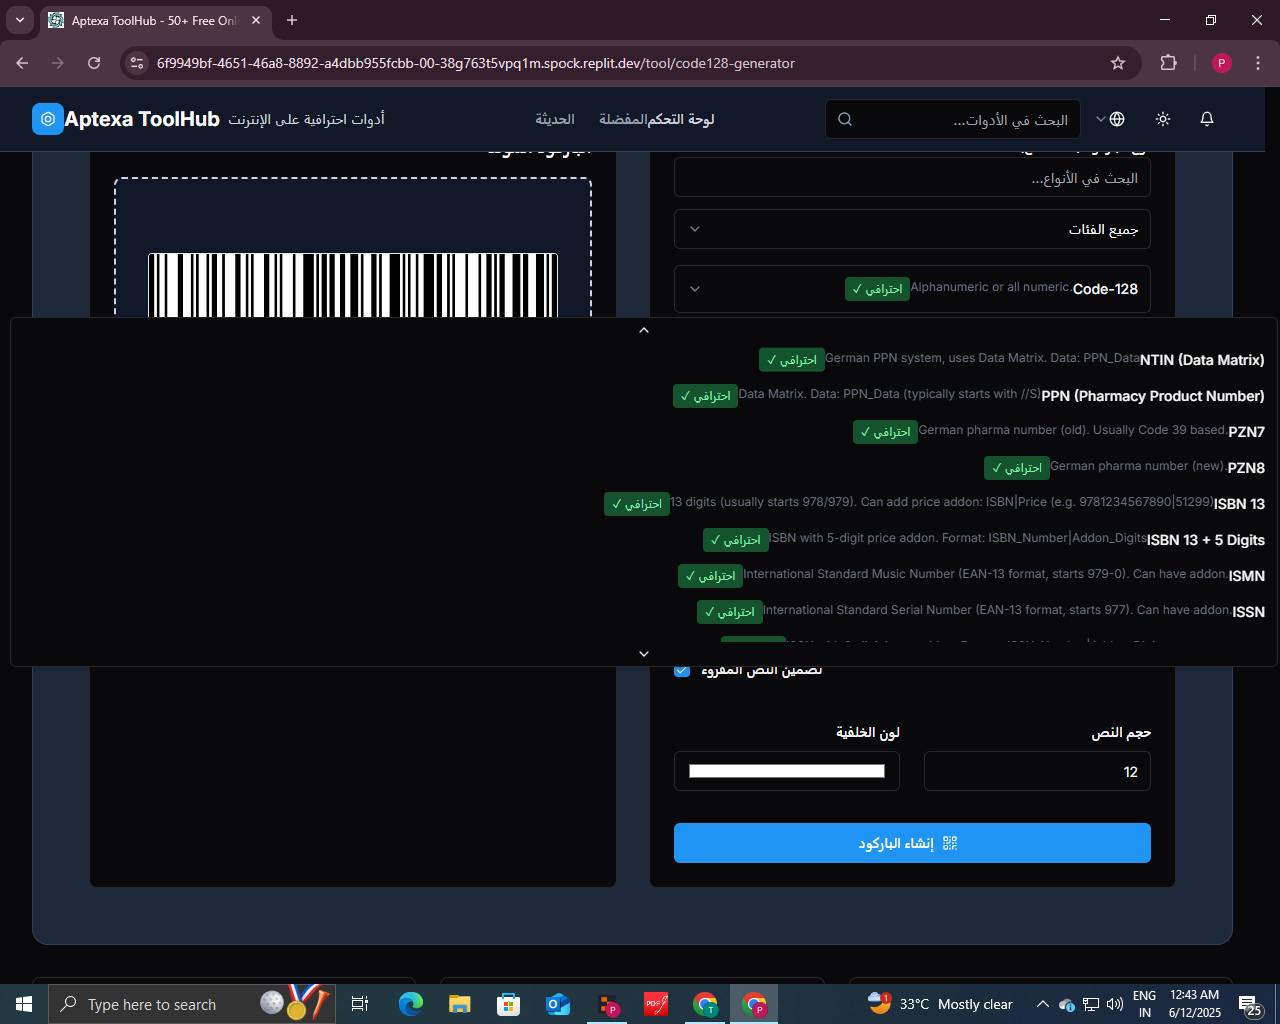 Aptexa ToolHub - 50+ Free Onl
6f9949bf-4651-46a8-8892-a4dbb955fcbb-00-38g763t5vpq1m.spock.replit.dev/tool/code128-generator
P
Aptexa ToolHub أدوات احترافية على الإنترنت
لوحة التحكم المفضلة الحديثة
البحث في الأدوات...
البحث في الأنواع...
جميع الفئات
Code-128 Alphanumeric or all numeric. احترافي ✓
NTIN (Data Matrix) German PPN system, uses Data Matrix. Data: PPN_Data احترافي ✓
PPN (Pharmacy Product Number) Data Matrix. Data: PPN_Data (typically starts with //S) احترافي ✓
PZN7 German pharma number (old). Usually Code 39 based. احترافي ✓
PZN8 German pharma number (new). احترافي ✓
ISBN 13 13 digits (usually starts 978/979). Can add price addon: ISBN|Price (e.g. 9781234567890|51299) احترافي ✓
ISBN 13 + 5 Digits ISBN with 5-digit price addon. Format: ISBN_Number|Addon_Digits احترافي ✓
ISMN International Standard Music Number (EAN-13 format, starts 979-0). Can have addon. احترافي ✓
ISSN International Standard Serial Number (EAN-13 format, starts 977). Can have addon. احترافي ✓
تضمين النص المقروء
حجم النص
لون الخلفية
12
إنشاء الباركود
Type here to search
PDF
P
T
P
1
33°C Mostly clear
ENG
IN
12:43 AM
6/12/2025
25